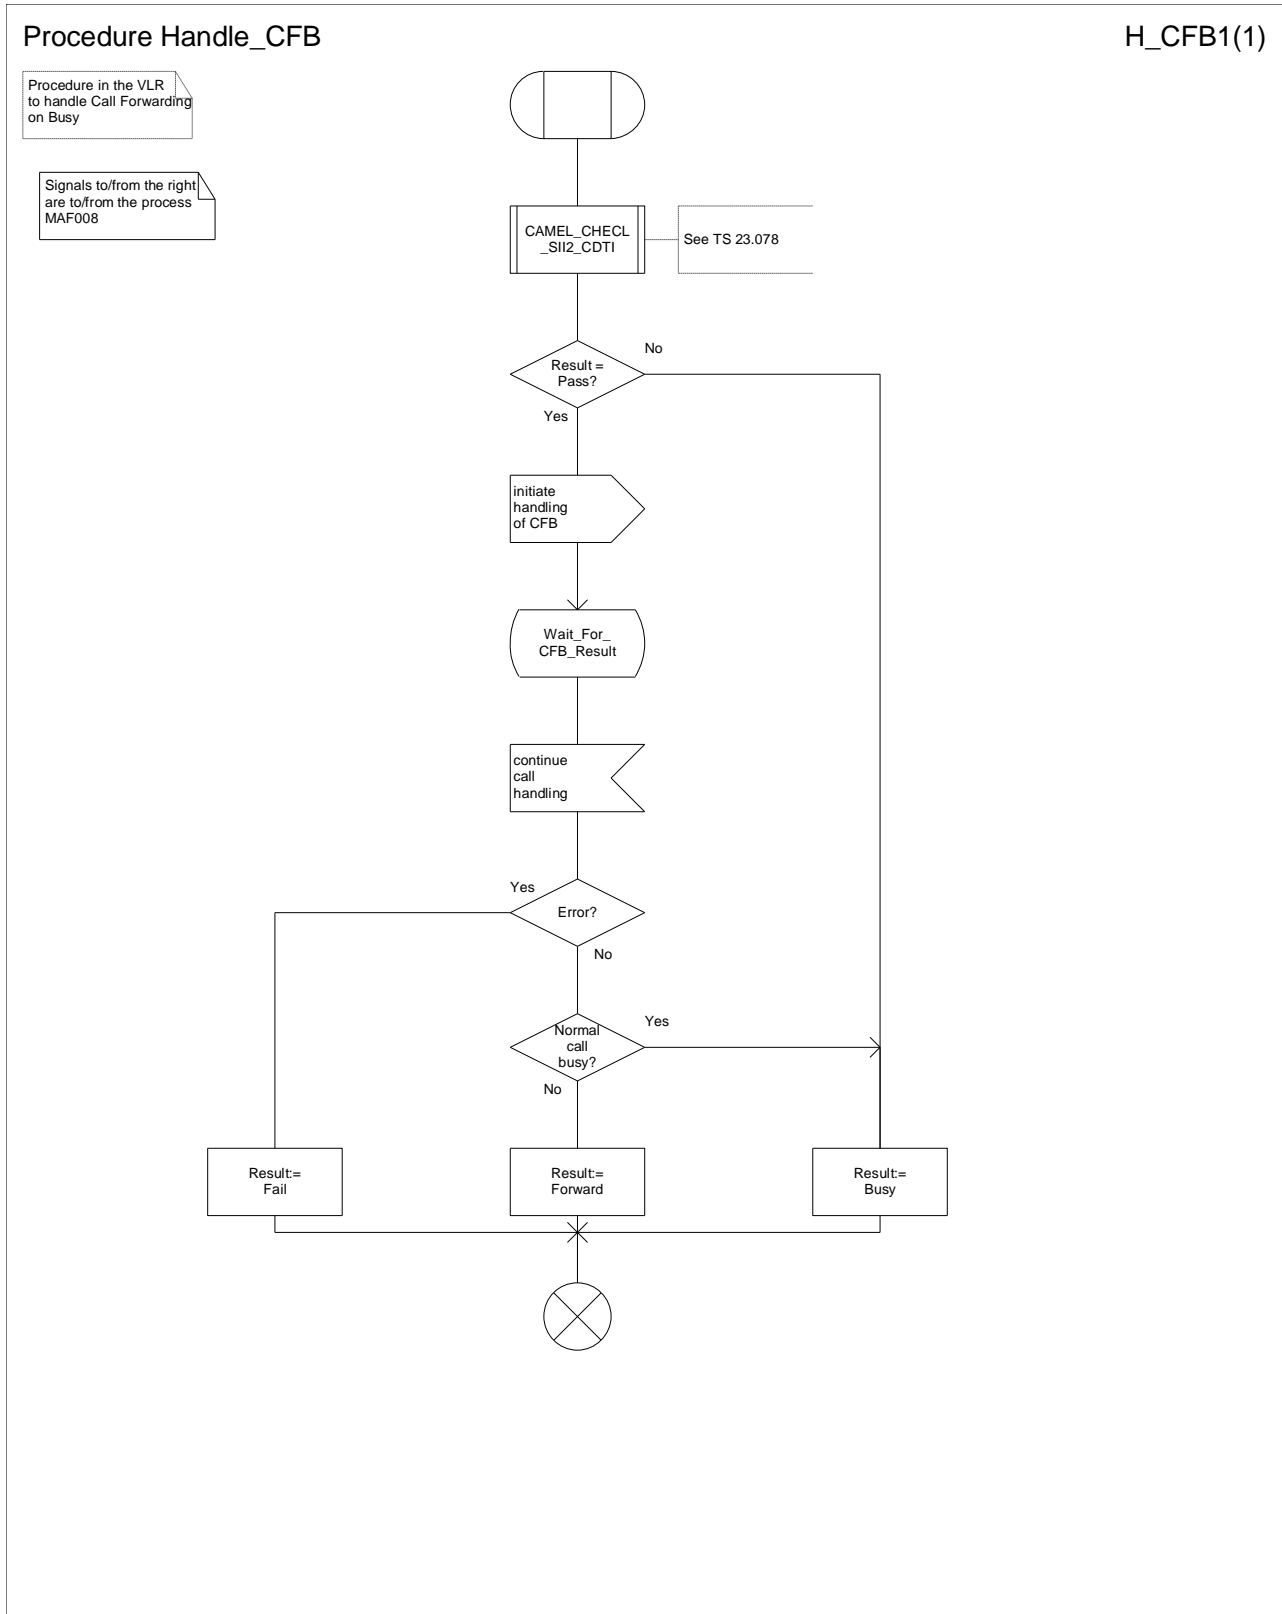 Procedure Handle_CFB
H_CFB1(1)
Procedure in the VLR
to handle Call Forwarding
on Busy
Signals to/from the right
are to/from the process
MAF008
CAMEL_CHECL
_SII2_CDTI
See TS 23.078
Result =
Pass?
No
Yes
initiate
handling
of CFB
Wait_For_
CFB_Result
continue
call
handling
Yes
Error?
No
Normal
call
busy?
Yes
No
Result:=
Fail
Result:=
Forward
Result:=
Busy